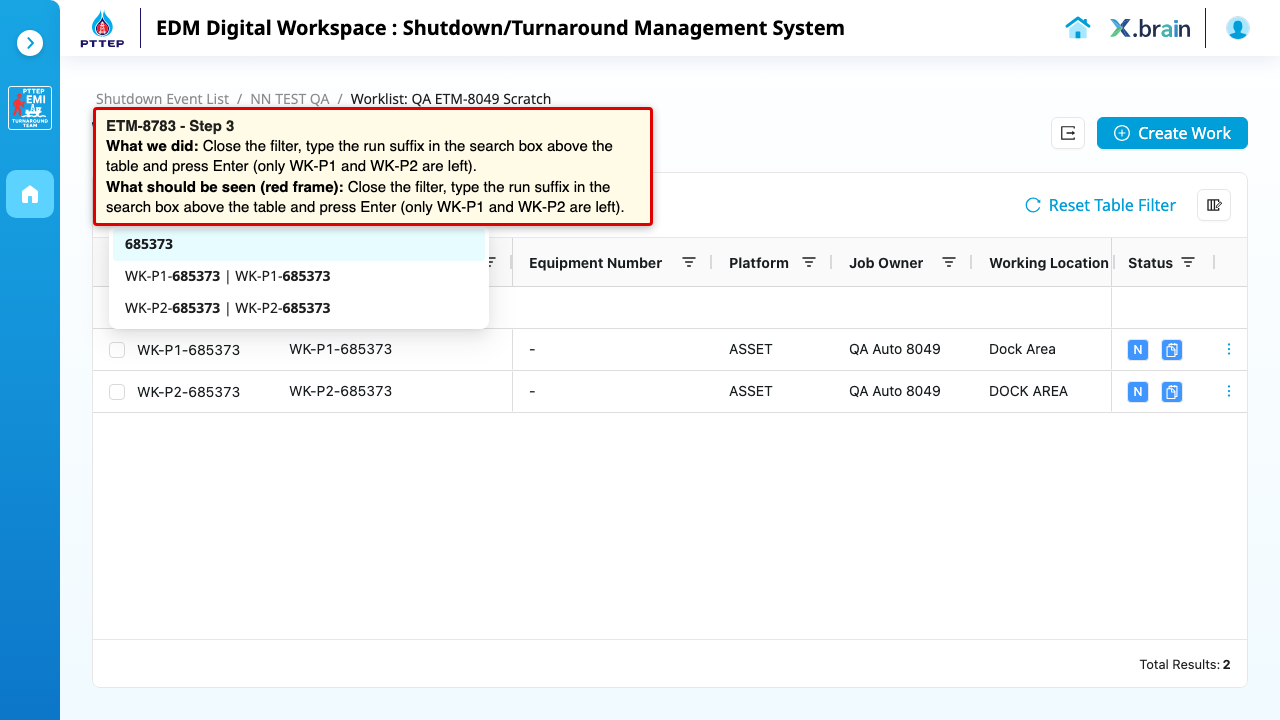 PTTEP
EDM Digital Workspace : Shutdown/Turnaround Management System
X.brain
PTTEP
EMI
TURNAROUND
TEAM
Shutdown Event List / NN TEST QA / Worklist: QA ETM-8049 Scratch
ETM-8783 - Step 3
What we did: Close the filter, type the run suffix in the search box above the
table and press Enter (only WK-P1 and WK-P2 are left).
What should be seen (red frame): Close the filter, type the run suffix in the
search box above the table and press Enter (only WK-P1 and WK-P2 are left).
Create Work
Reset Table Filter
685373
WK-P1-685373 | WK-P1-685373
WK-P2-685373 | WK-P2-685373
Equipment Number Platform Job Owner Working Location Status
WK-P1-685373 WK-P1-685373 - ASSET QA Auto 8049 Dock Area N
WK-P2-685373 WK-P2-685373 - ASSET QA Auto 8049 DOCK AREA N
Total Results: 2